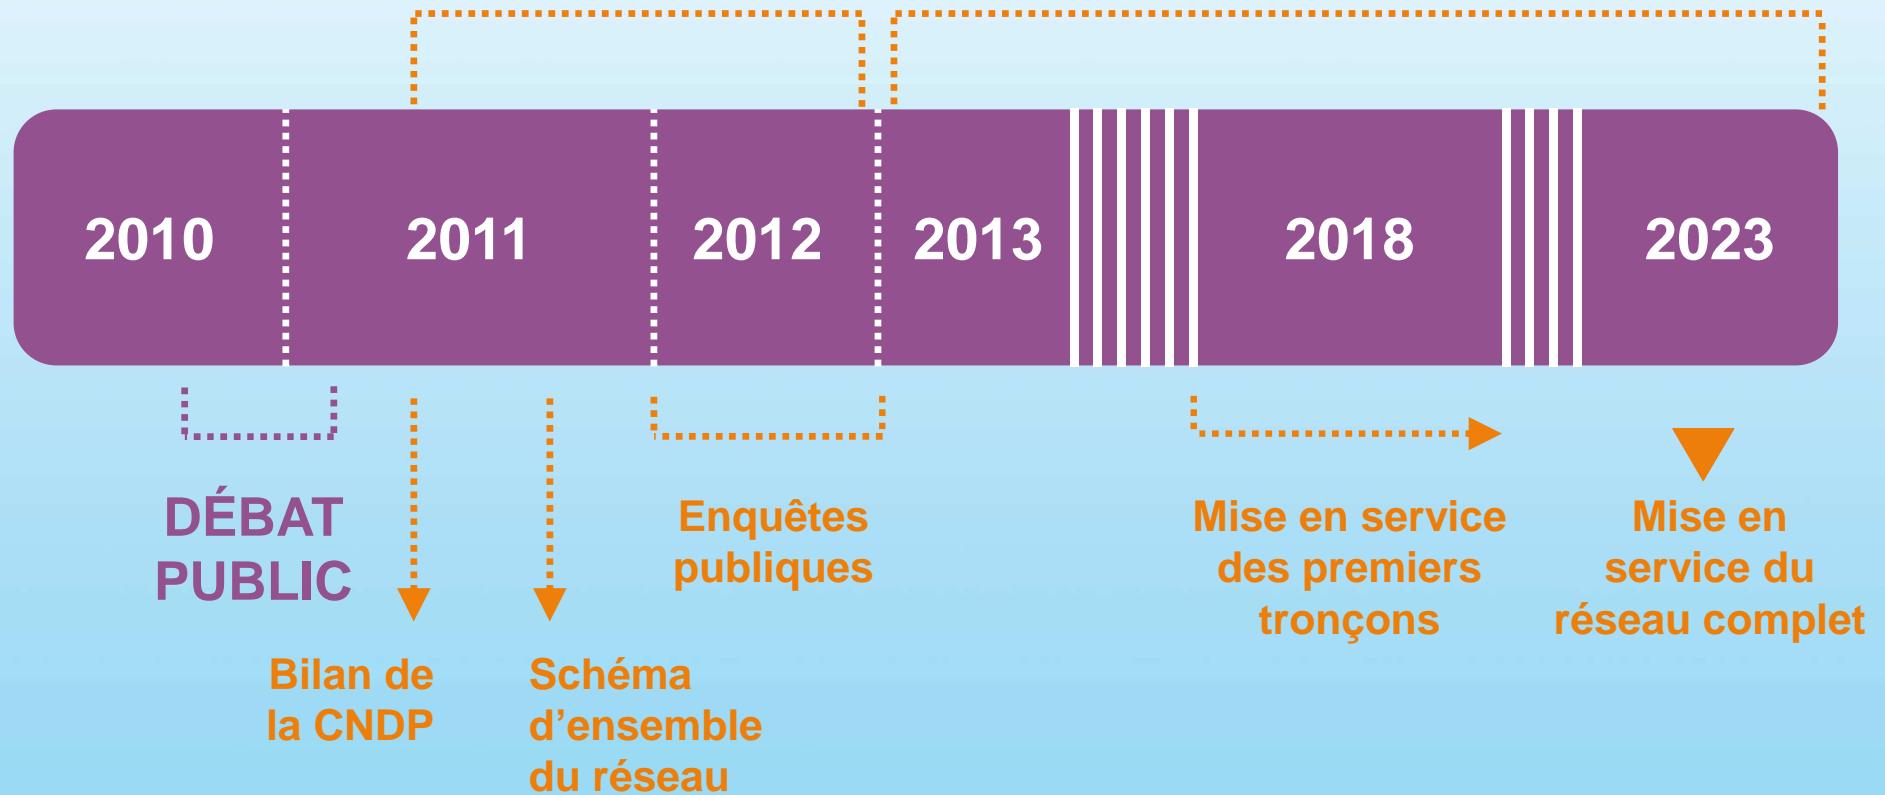 2010
2011
2012
2013
2018
2023
DÉBAT
PUBLIC
Bilan de
la CNDP
Schéma
d’ensemble
du réseau
Enquêtes
publiques
Mise en service
des premiers
tronçons
Mise en
service du
réseau complet